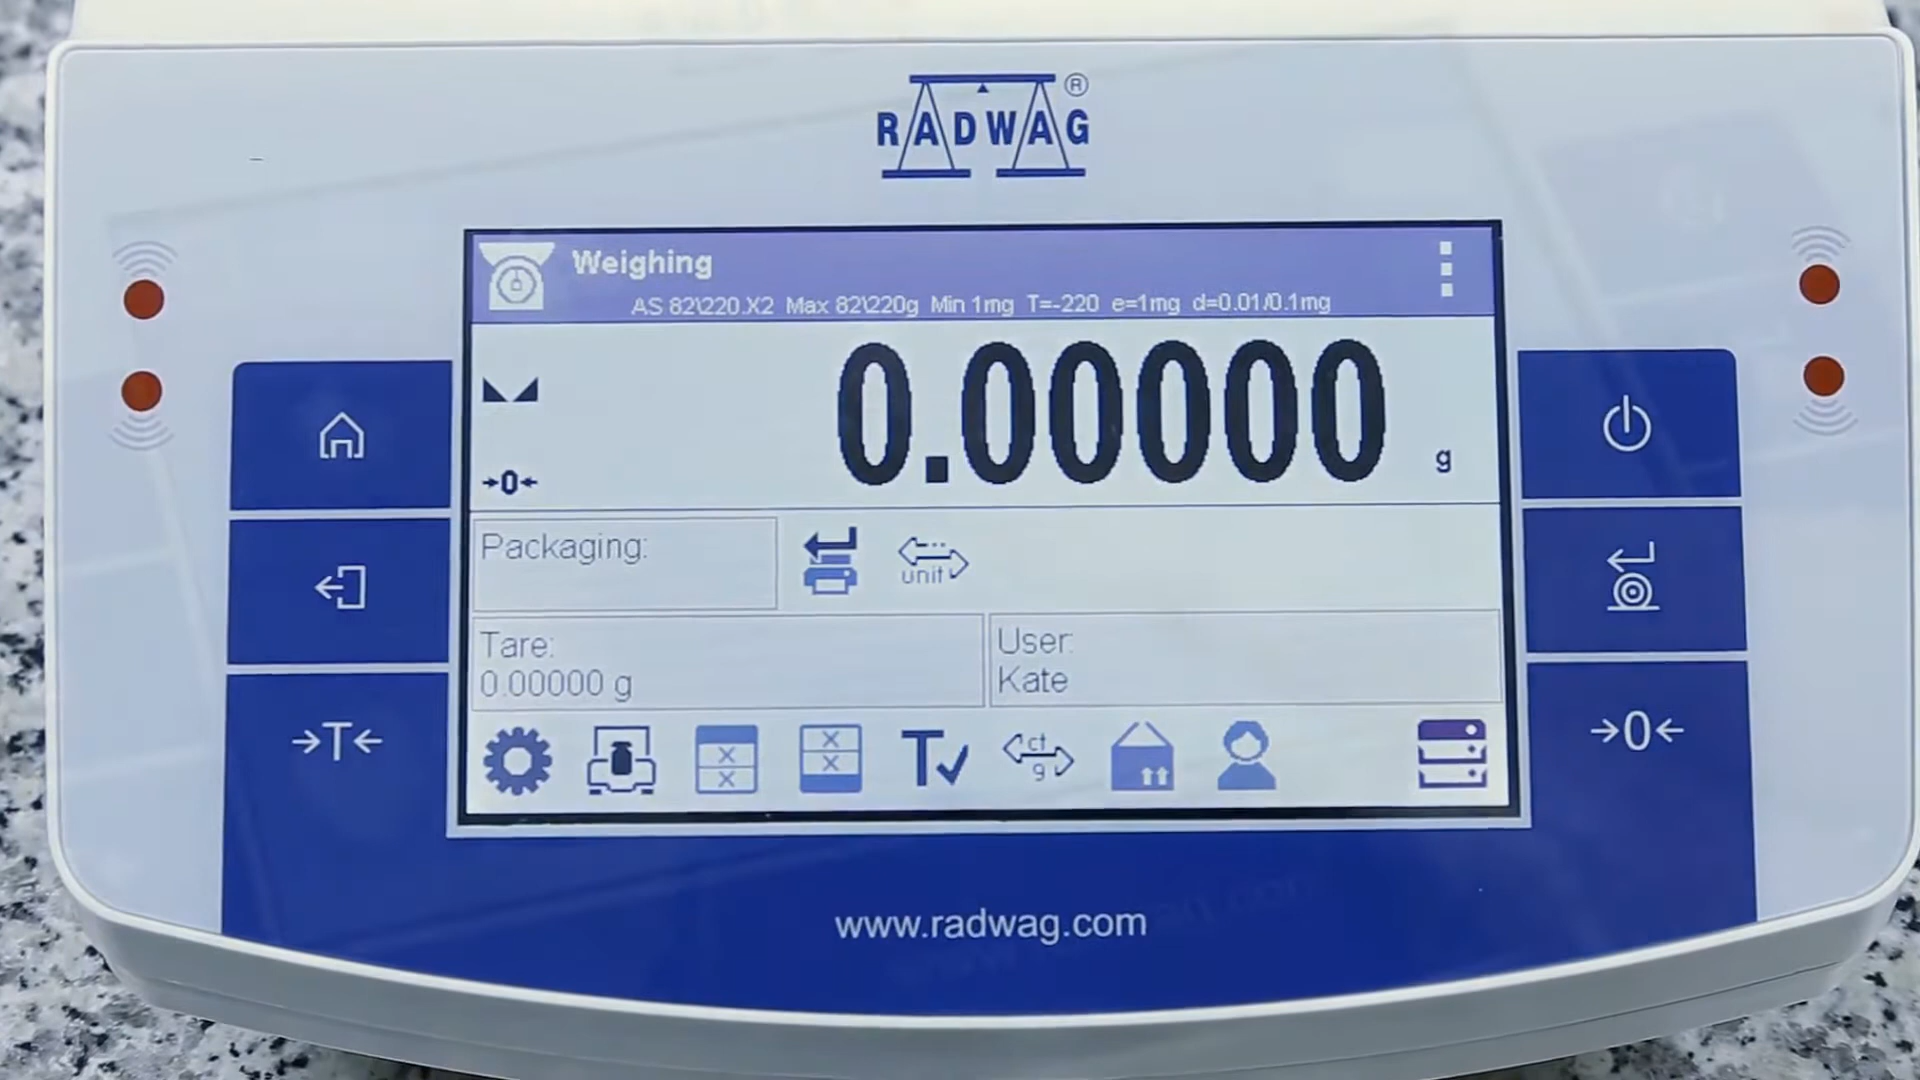 RADWAG®
Weighing
AS 82\220.X2 Max 82\220g Min 1mg T=-220 e=1mg d=0.01/0.1mg
0.00000 g
→0←
Packaging:
unit
Tare:
0.00000 g
User:
Kate
T
ct
g
→T←
→0←
www.radwag.com